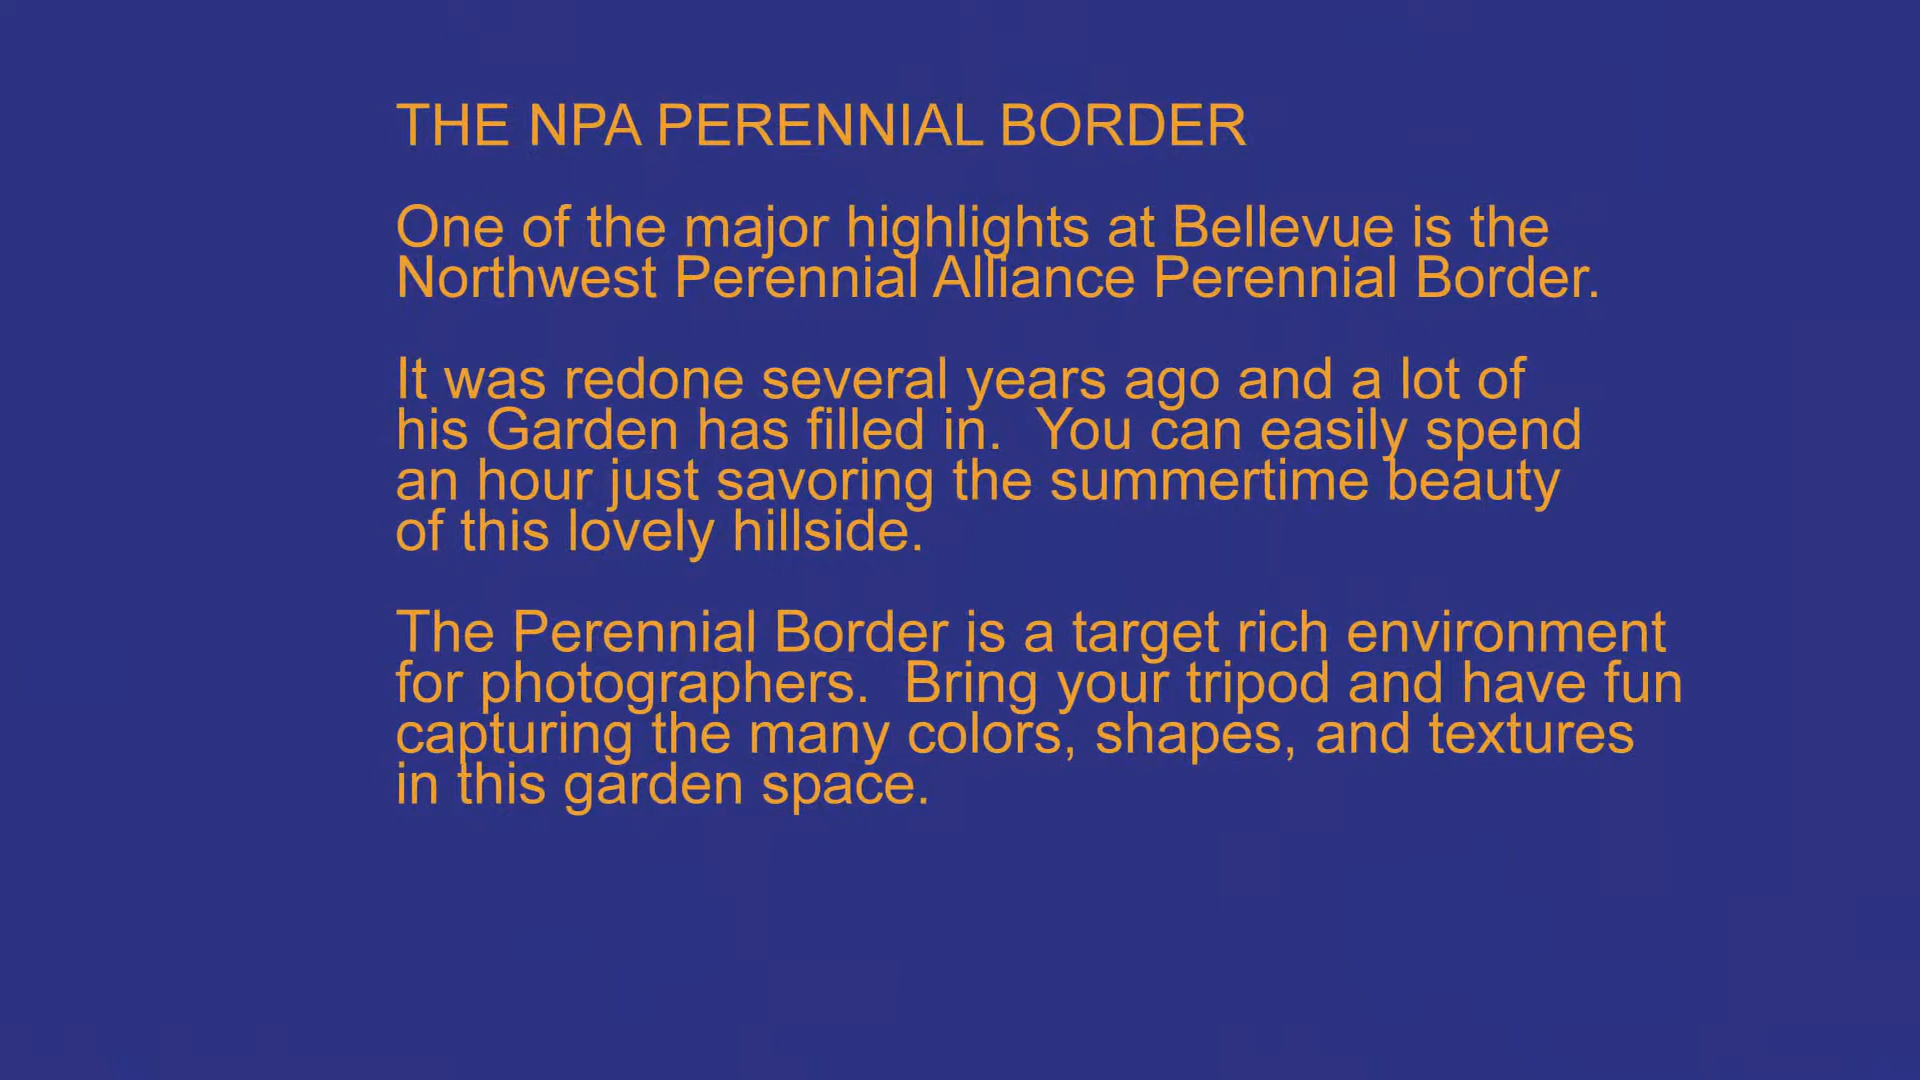 THE NPA PERENNIAL BORDER
One of the major highlights at Bellevue is the
Northwest Perennial Alliance Perennial Border.
It was redone several years ago and a lot of
his Garden has filled in.  You can easily spend
an hour just savoring the summertime beauty
of this lovely hillside.
The Perennial Border is a target rich environment
for photographers.  Bring your tripod and have fun
capturing the many colors, shapes, and textures
in this garden space.